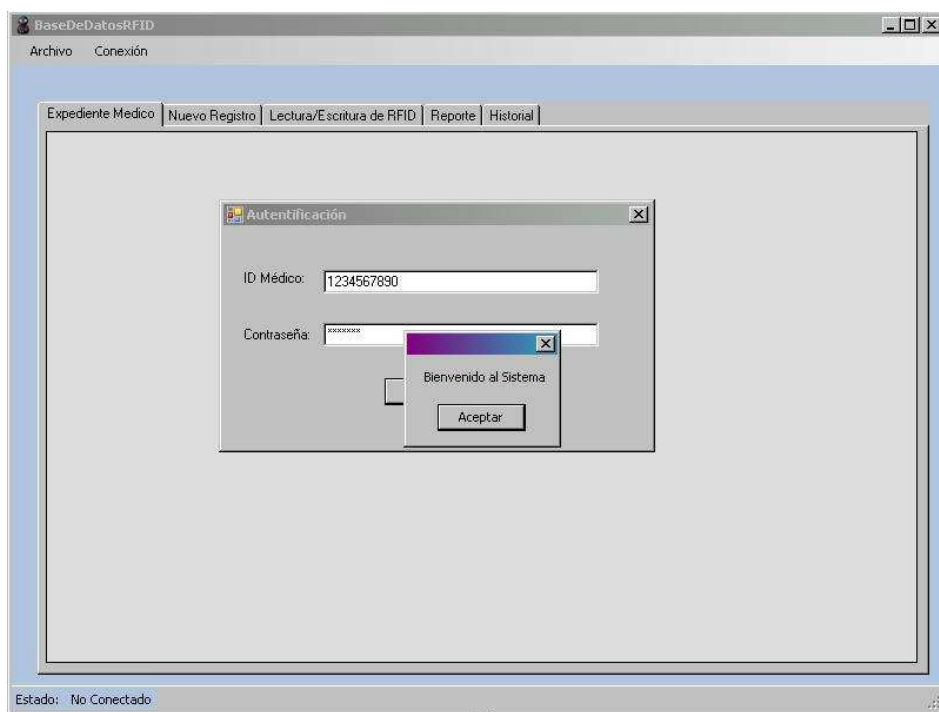 BaseDeDatosRFID
Archivo Conexión
Expediente Medico Nuevo Registro Lectura/Escritura de RFID Reporte Historial
Autentificación
ID Médico: 1234567890
Contraseña: *******
Bienvenido al Sistema
Aceptar
Estado: No Conectado